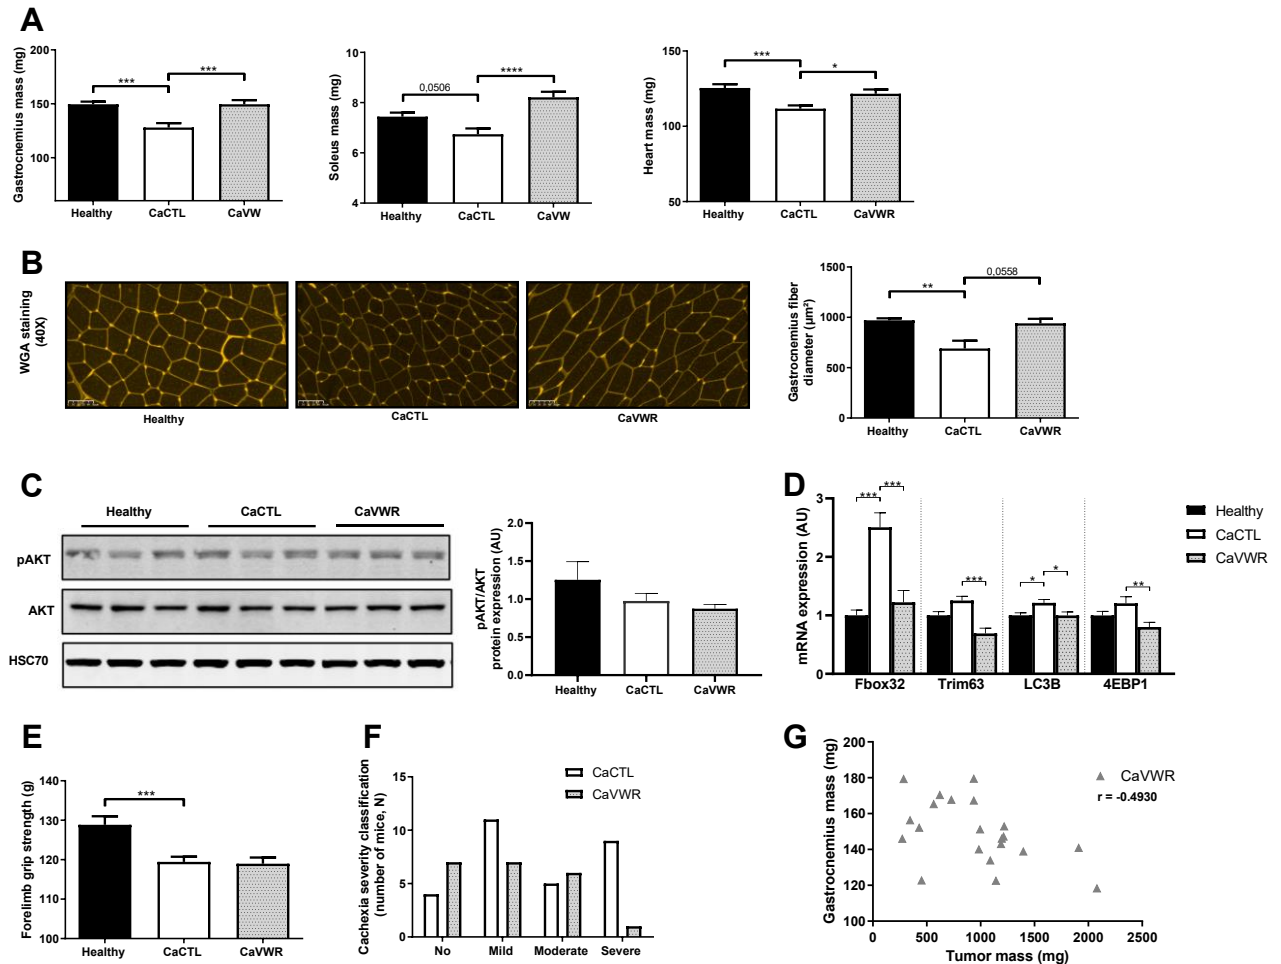 A
Gastrocnemius mass (mg)
200
150
100
***
***
Healthy
CaCTL
CaVW
Soleus mass (mg)
10
8
6
4
0,0506
****
Healthy
CaCTL
CaVW
Heart mass (mg)
150
100
50
***
*
Healthy
CaCTL
CaVWR
B
WGA staining
(40X)
Healthy
CaCTL
CaVWR
Gastrocnemius fiber
diameter (µm²)
1500
1000
500
0
**
0,0558
Healthy
CaCTL
CaVWR
C
Healthy
CaCTL
CaVWR
pAKT
AKT
HSC70
pAKT/AKT
protein expression (AU)
2.0
1.5
1.0
0.5
0.0
Healthy
CaCTL
CaVWR
D
mRNA expression (AU)
3
2
1
0
***
***
***
*
*
**
Fbox32
Trim63
LC3B
4EBP1
Healthy
CaCTL
CaVWR
E
Forelimb grip strength (g)
140
130
120
110
100
***
Healthy
CaCTL
CaVWR
F
Cachexia severity classification
(number of mice, N)
15
10
5
0
CaCTL
CaVWR
No
Mild
Moderate
Severe
G
Gastrocnemius mass (mg)
200
180
160
140
120
100
CaVWR
r = -0.4930
0
500
1000
1500
2000
2500
Tumor mass (mg)